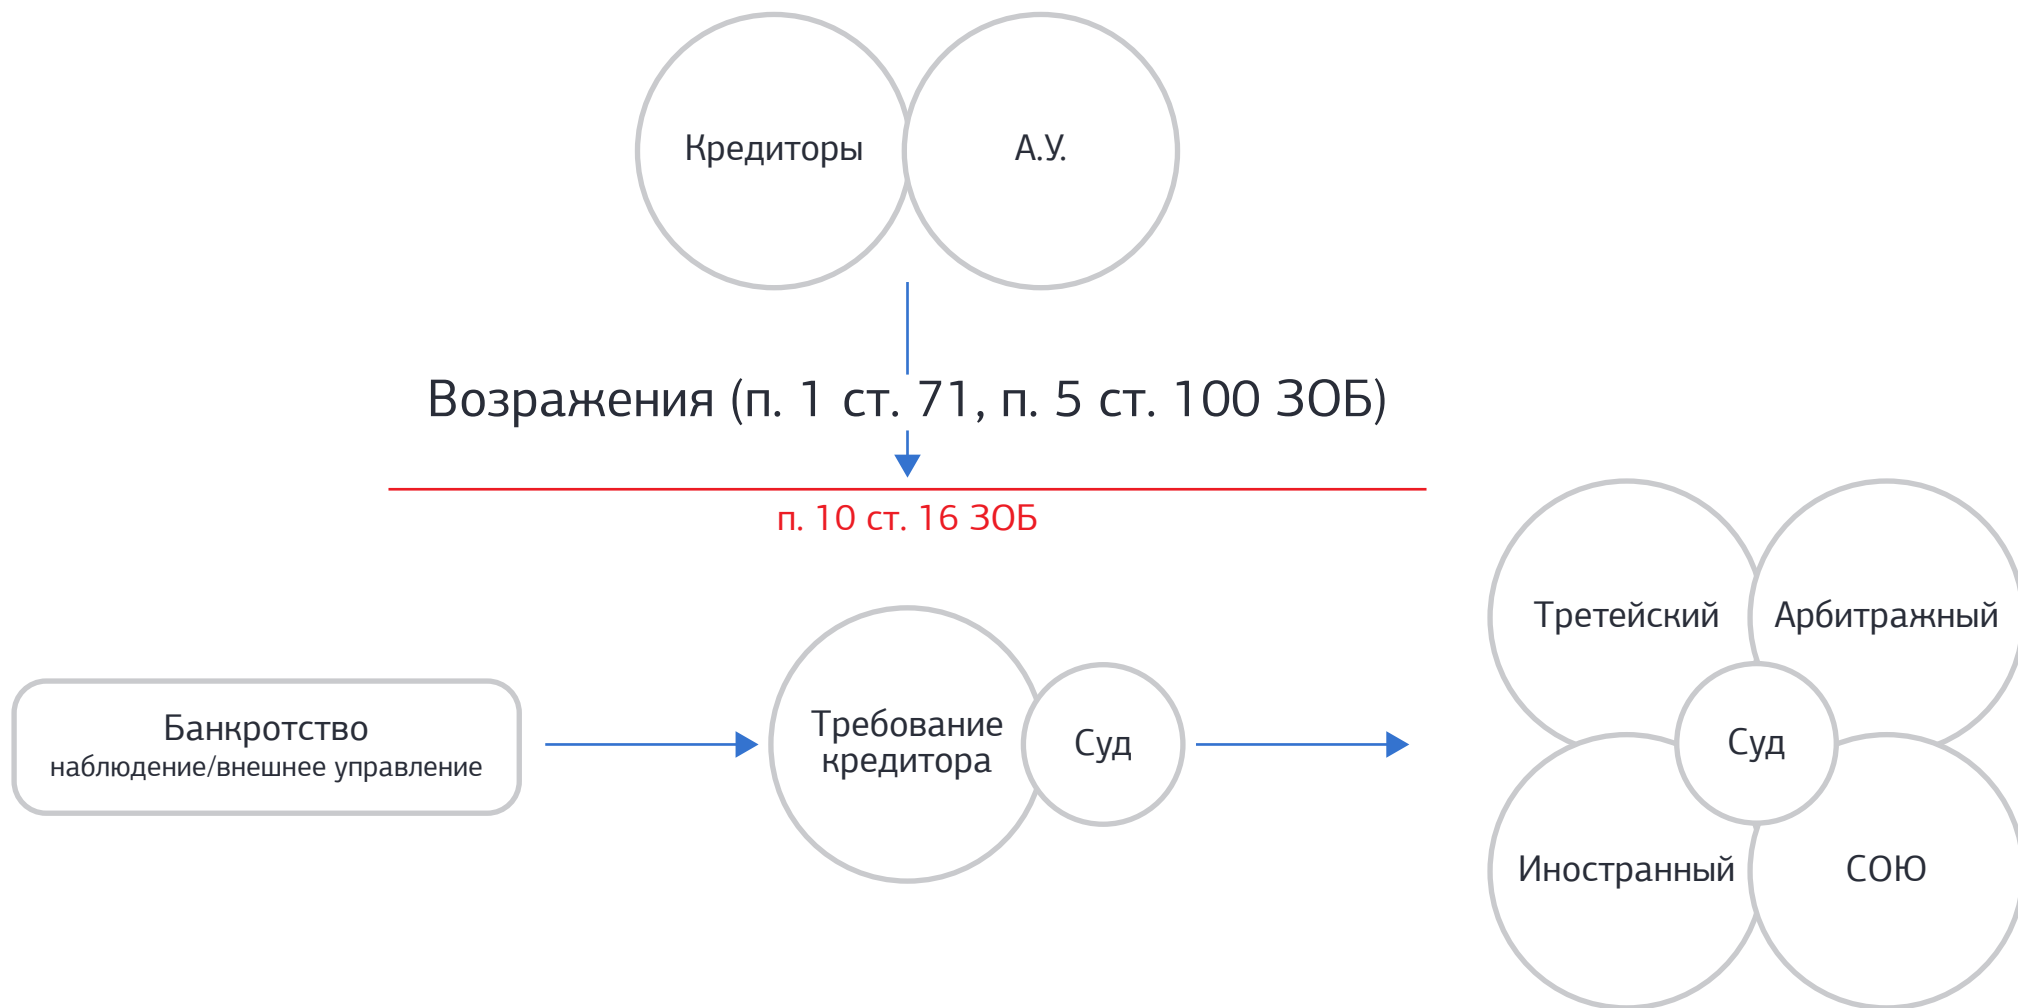 Кредиторы
А.У.
Возражения (п. 1 ст. 71, п. 5 ст. 100 ЗОБ)
п. 10 ст. 16 ЗОБ
Банкротство
наблюдение/внешнее управление
Требование
кредитора
Суд
Третейский
Арбитражный
Суд
Иностранный
СОЮ